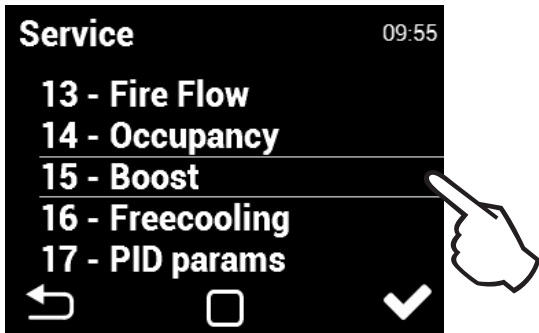 Service 09:55
13 - Fire Flow
14 - Occupancy
15 - Boost
16 - Freecooling
17 - PID params